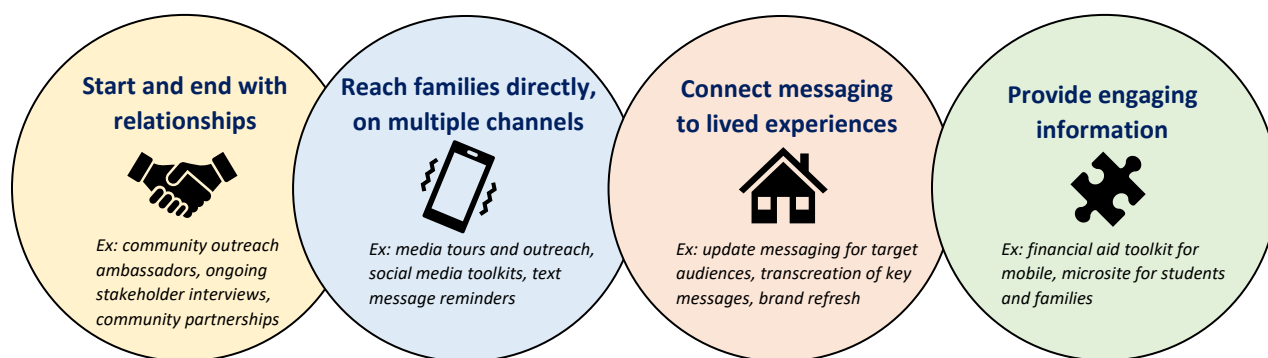 Start and end with
relationships
Ex: community outreach
ambassadors, ongoing
stakeholder interviews,
community partnerships
Reach families directly,
on multiple channels
Ex: media tours and outreach,
social media toolkits, text
message reminders
Connect messaging
to lived experiences
Ex: update messaging for target
audiences, transcreation of key
messages, brand refresh
Provide engaging
information
Ex: financial aid toolkit for
mobile, microsite for students
and families